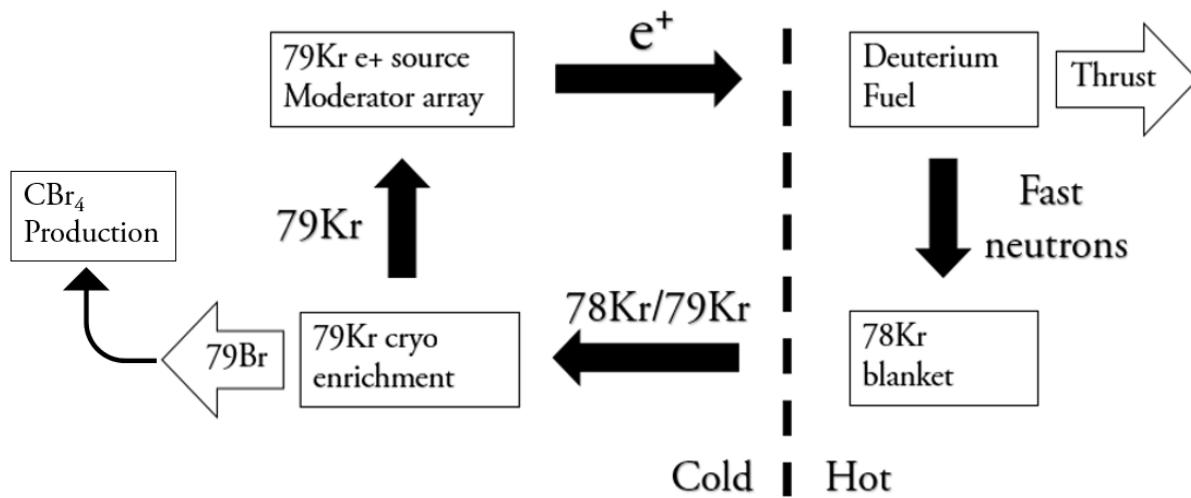 79Kr e+ source
Moderator array
e⁺
Deuterium
Fuel
Thrust
CBr₄
Production
79Kr
Fast
neutrons
78Kr/79Kr
79Br
79Kr cryo
enrichment
78Kr
blanket
Cold
Hot